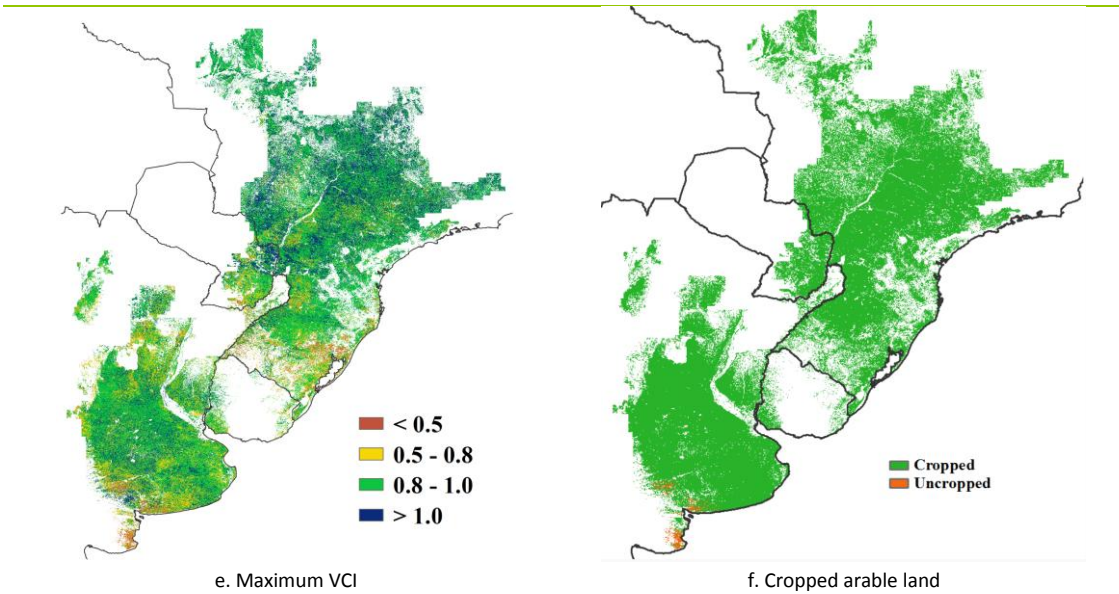 < 0.5
0.5 - 0.8
0.8 - 1.0
> 1.0
Cropped
Uncropped
e. Maximum VCI
f. Cropped arable land